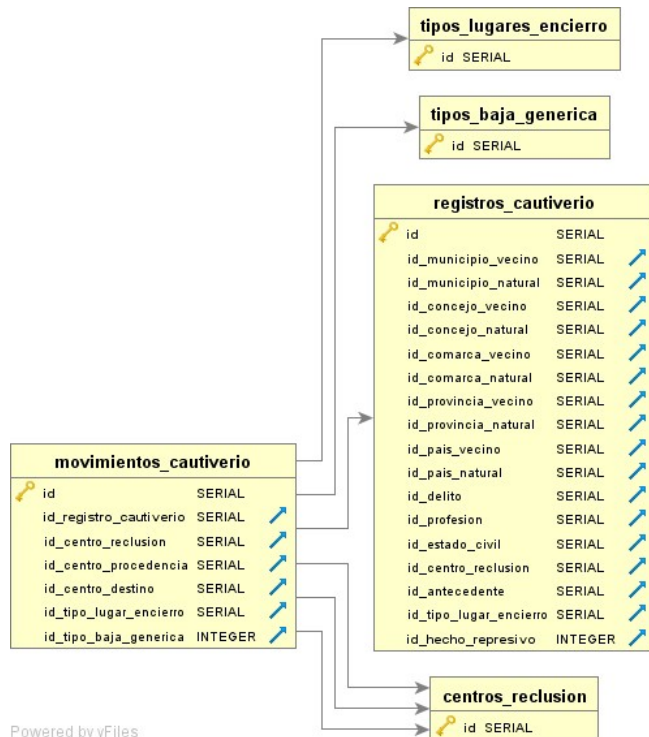 tipos_lugares_encierro
id SERIAL
tipos_baja_generica
id SERIAL
registros_cautiverio
id SERIAL
id_municipio_vecino SERIAL
id_municipio_natural SERIAL
id_concejo_vecino SERIAL
id_concejo_natural SERIAL
id_comarca_vecino SERIAL
id_comarca_natural SERIAL
id_provincia_vecino SERIAL
id_provincia_natural SERIAL
id_pais_vecino SERIAL
id_pais_natural SERIAL
id_delito SERIAL
id_profesion SERIAL
id_estado_civil SERIAL
id_centro_reclusion SERIAL
id_antecedente SERIAL
id_tipo_lugar_encierro SERIAL
id_hecho_represivo INTEGER
movimientos_cautiverio
id SERIAL
id_registro_cautiverio SERIAL
id_centro_reclusion SERIAL
id_centro_procedencia SERIAL
id_centro_destino SERIAL
id_tipo_lugar_encierro SERIAL
id_tipo_baja_generica INTEGER
centros_reclusion
id SERIAL
Powered by yFiles